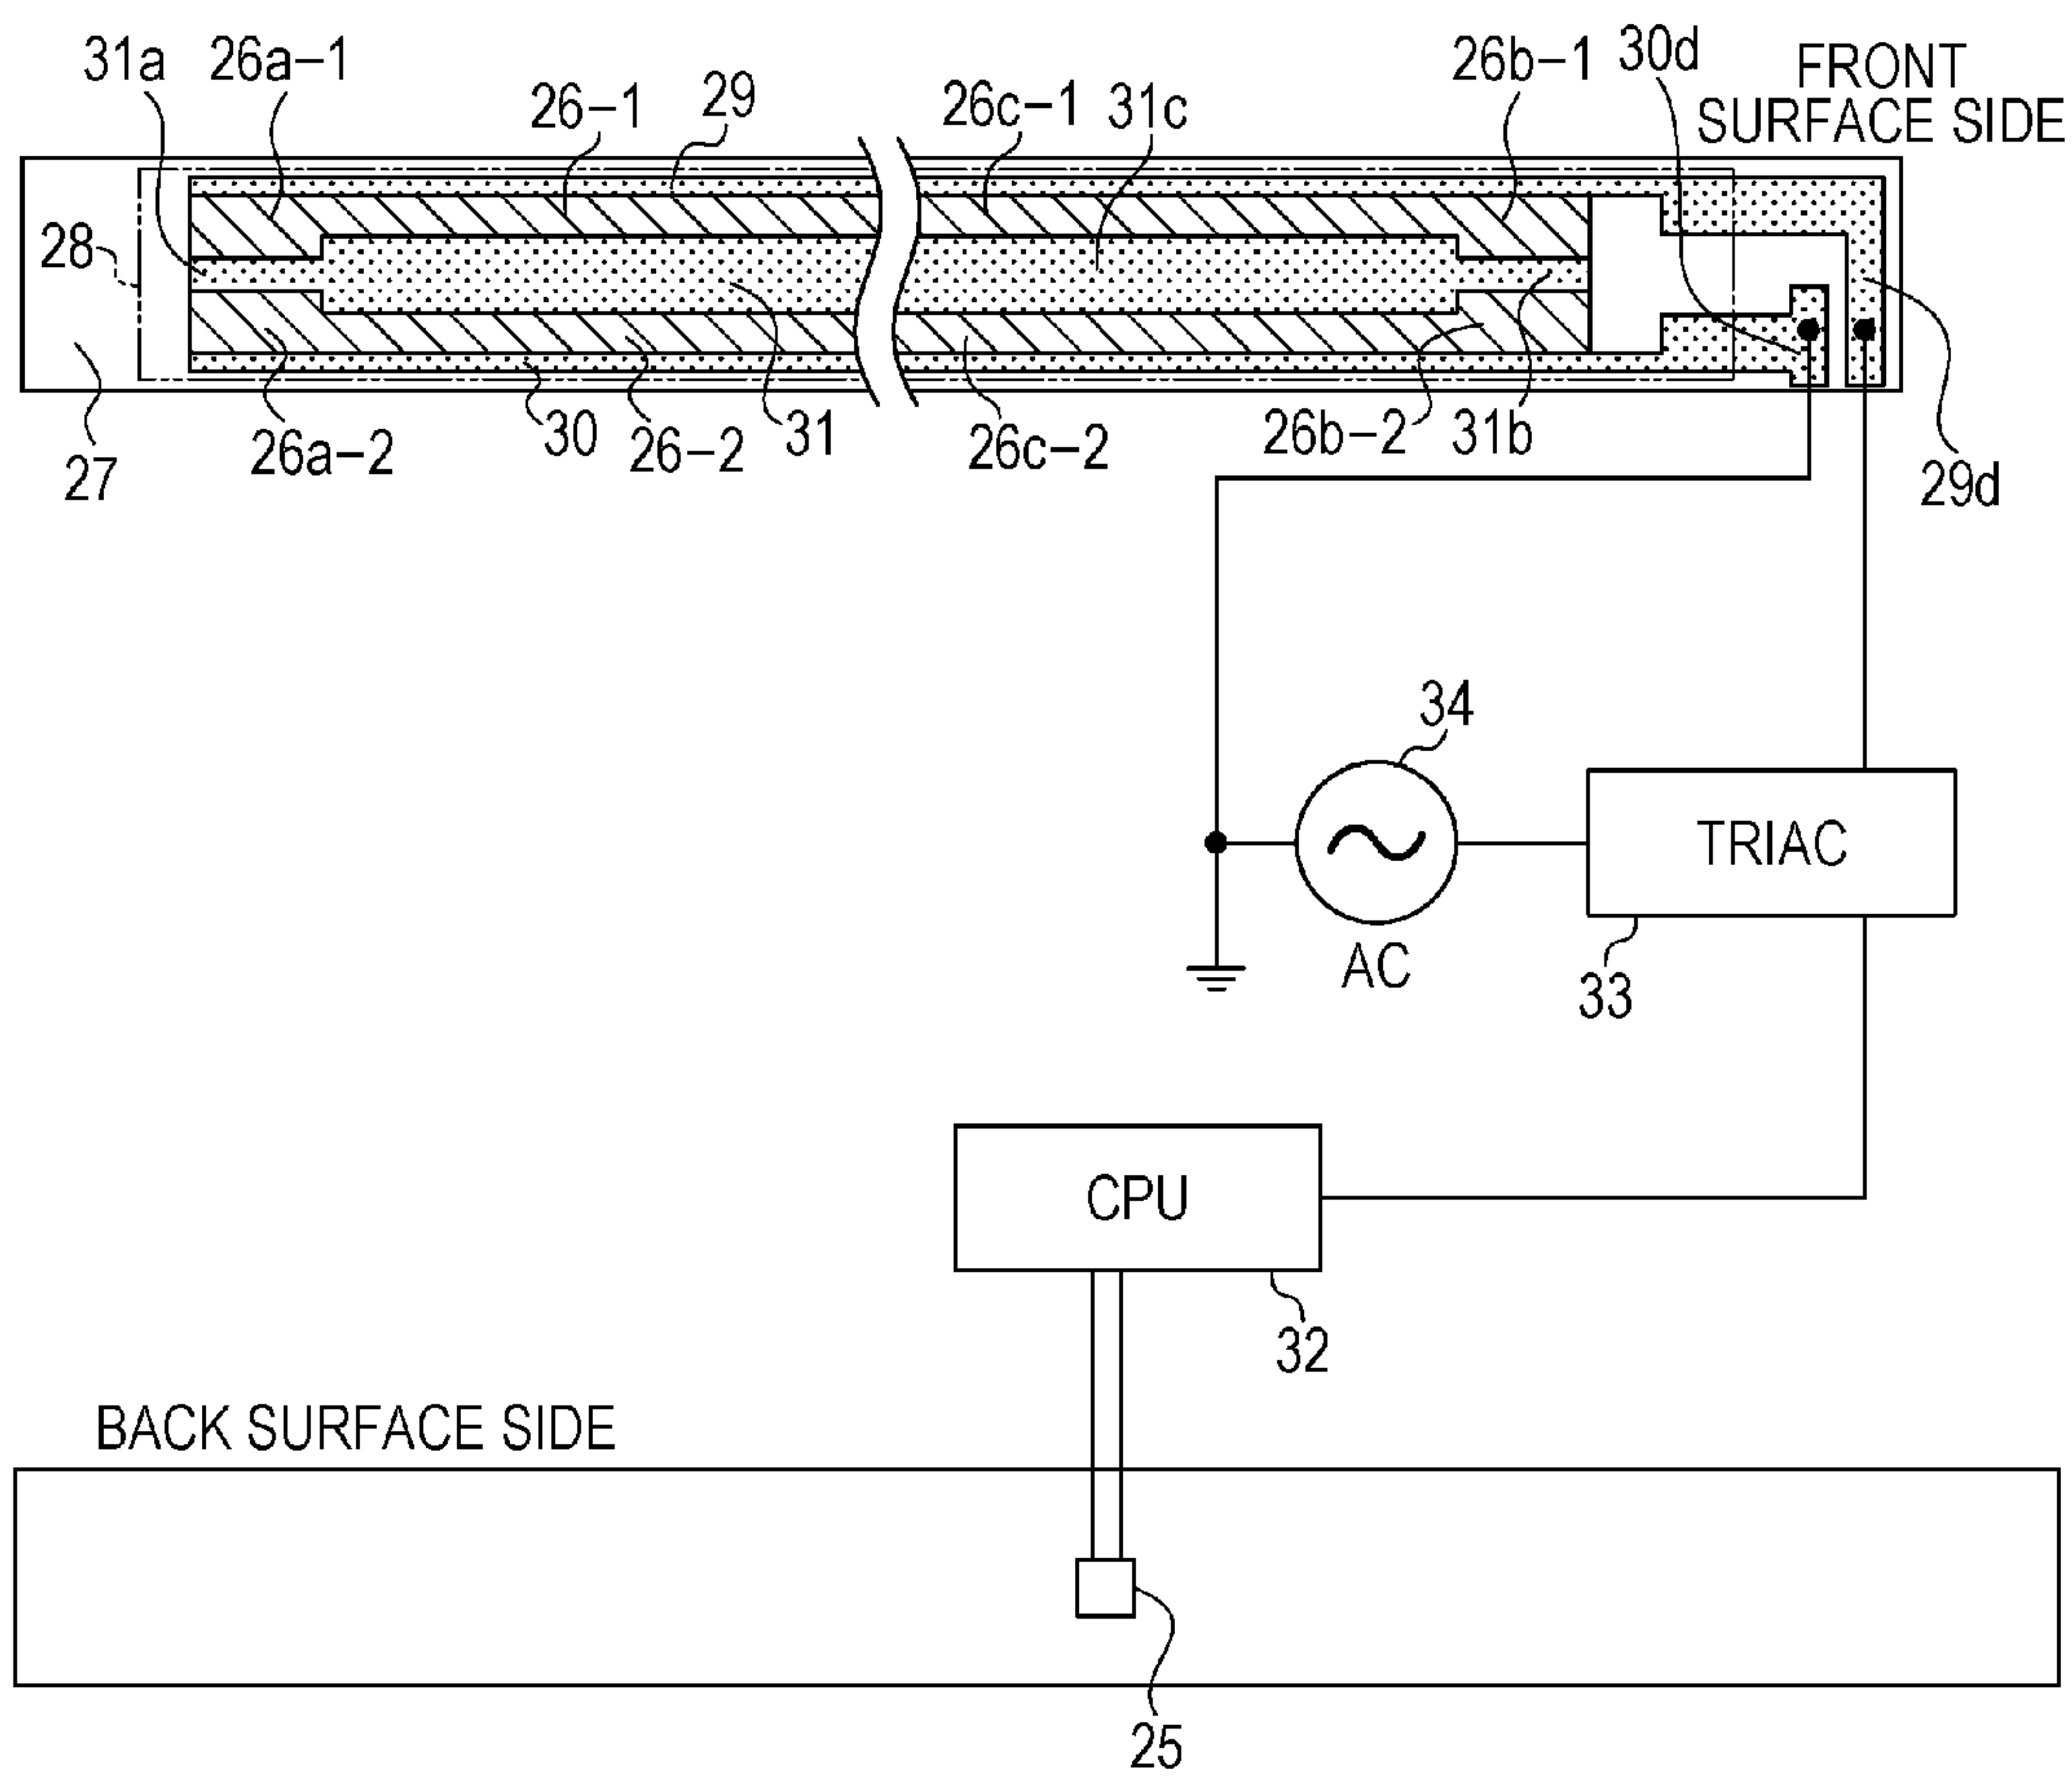 31a
26a-1
26-1
29
26c-1
31c
26b-1
30d
FRONT
SURFACE SIDE
28
27
26a-2
30
26-2
31
26c-2
26b-2
31b
29d
34
TRIAC
AC
33
CPU
32
BACK SURFACE SIDE
25